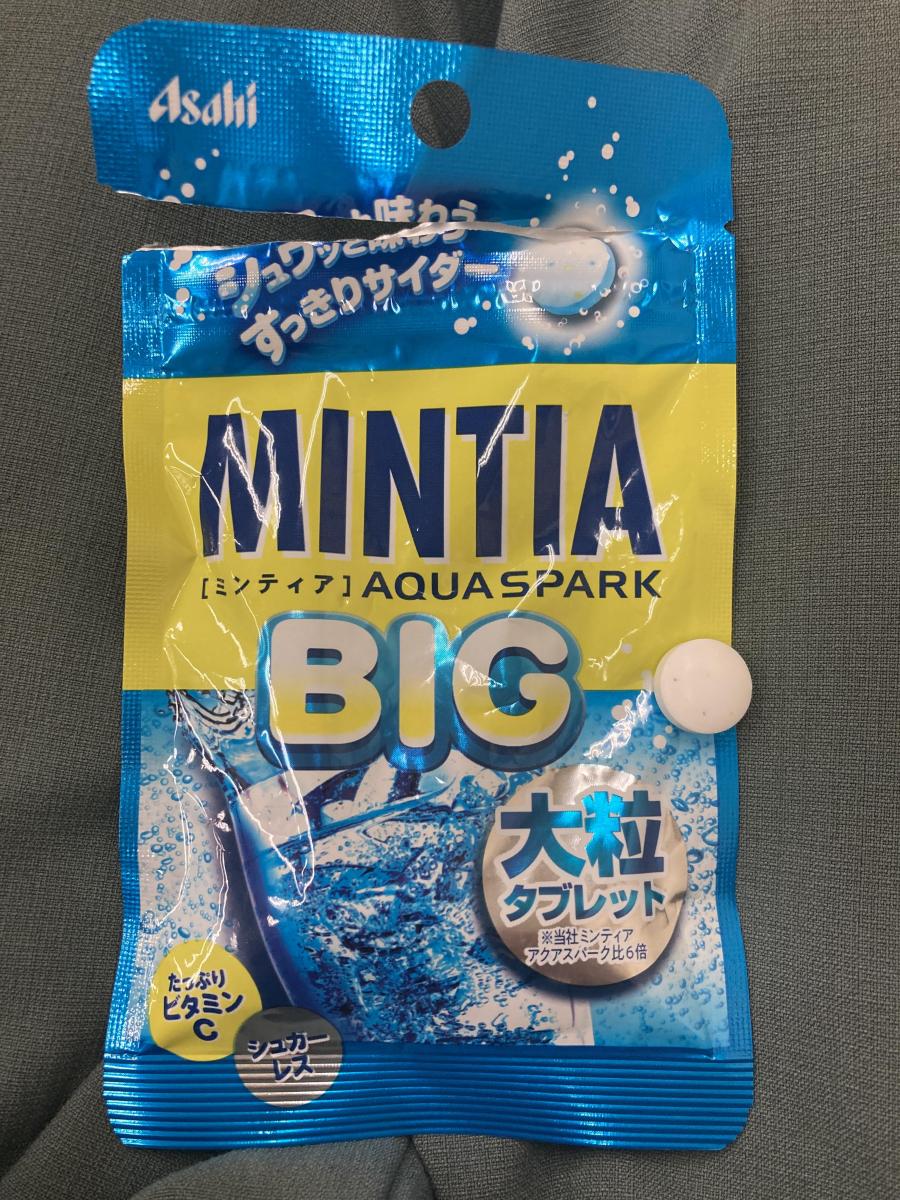 Asahi
シュワッと味わう
すっきりサイダー
MINTIA
[ミンティア] AQUASPARK
BIG
大粒
タブレット
※当社ミンティア
アクアスパーク比6倍
たっぷり
ビタミン
C
シュガー
レス